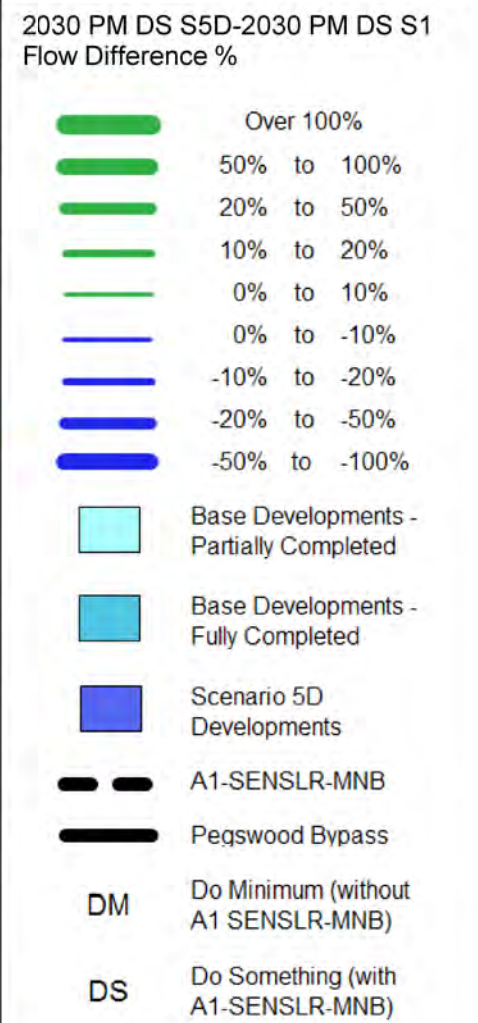 2030 PM DS S5D-2030 PM DS S1
Flow Difference %
Over 100%
50% to 100%
20% to 50%
10% to 20%
0% to 10%
0% to -10%
-10% to -20%
-20% to -50%
-50% to -100%
Base Developments -
Partially Completed
Base Developments -
Fully Completed
Scenario 5D
Developments
A1-SENSLR-MNB
Pegswood Bypass
DM Do Minimum (without
A1 SENSLR-MNB)
DS Do Something (with
A1-SENSLR-MNB)